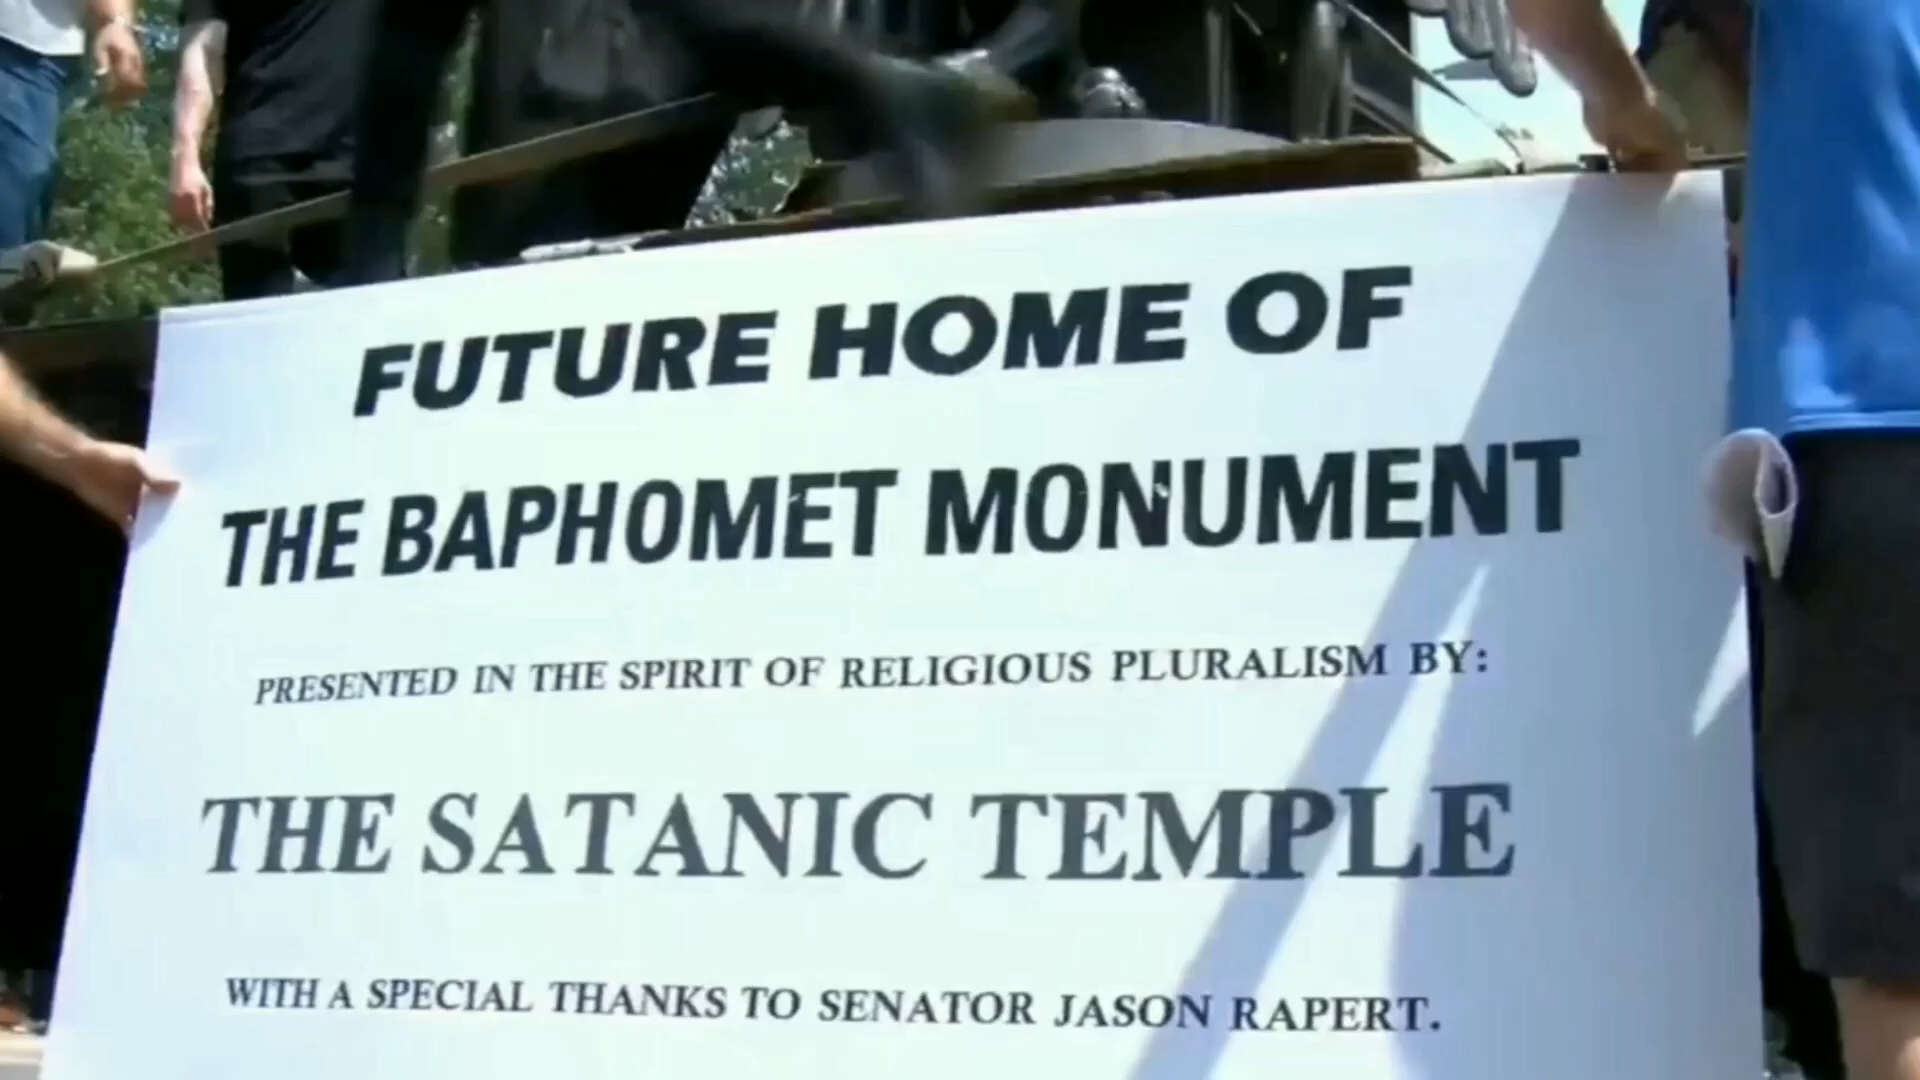 FUTURE HOME OF
THE BAPHOMET MONUMENT
PRESENTED IN THE SPIRIT OF RELIGIOUS PLURALISM BY:
THE SATANIC TEMPLE
WITH A SPECIAL THANKS TO SENATOR JASON RAPERT.